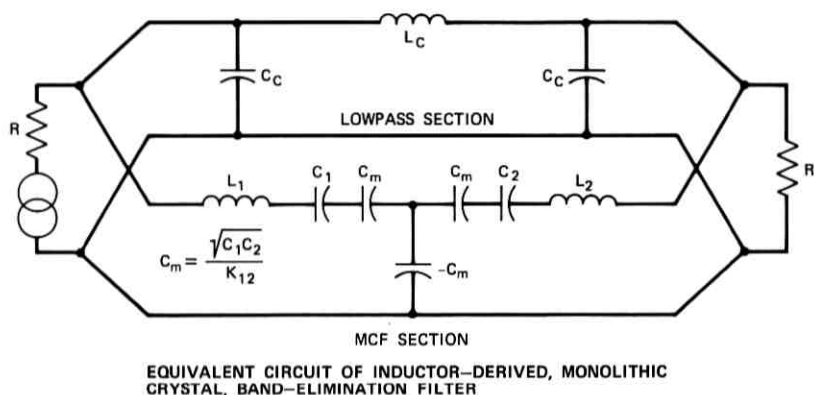 L_C
C_C
C_C
R
LOWPASS SECTION
R
L_1
C_1
C_m
C_m
C_2
L_2
C_m = √C_1C_2 / K_12
-C_m
MCF SECTION
EQUIVALENT CIRCUIT OF INDUCTOR–DERIVED, MONOLITHIC
CRYSTAL, BAND–ELIMINATION FILTER